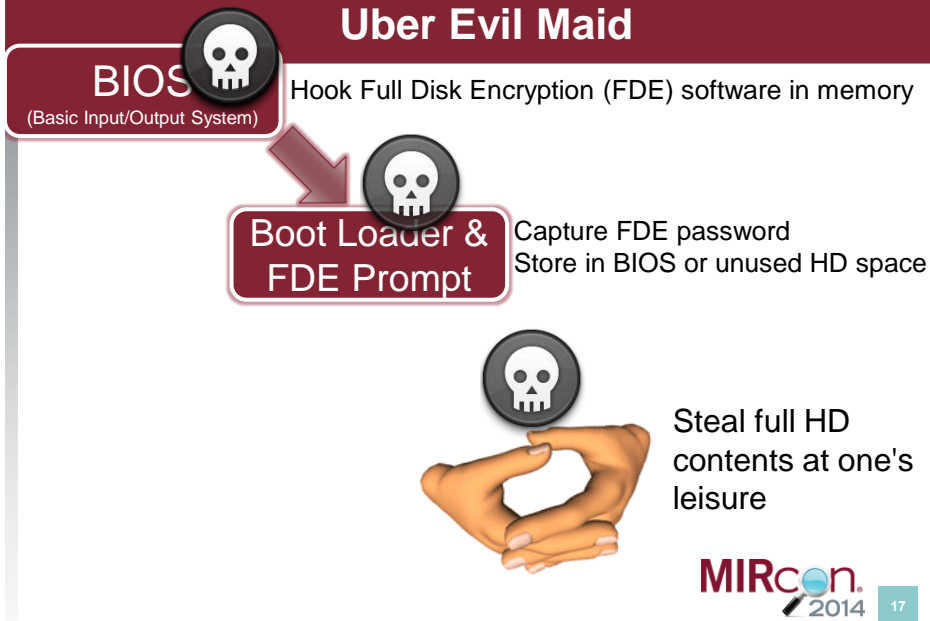 Uber Evil Maid
BIOS
(Basic Input/Output System)
Hook Full Disk Encryption (FDE) software in memory
Boot Loader &
FDE Prompt
Capture FDE password
Store in BIOS or unused HD space
Steal full HD
contents at one's
leisure
MIRcon.
2014
17